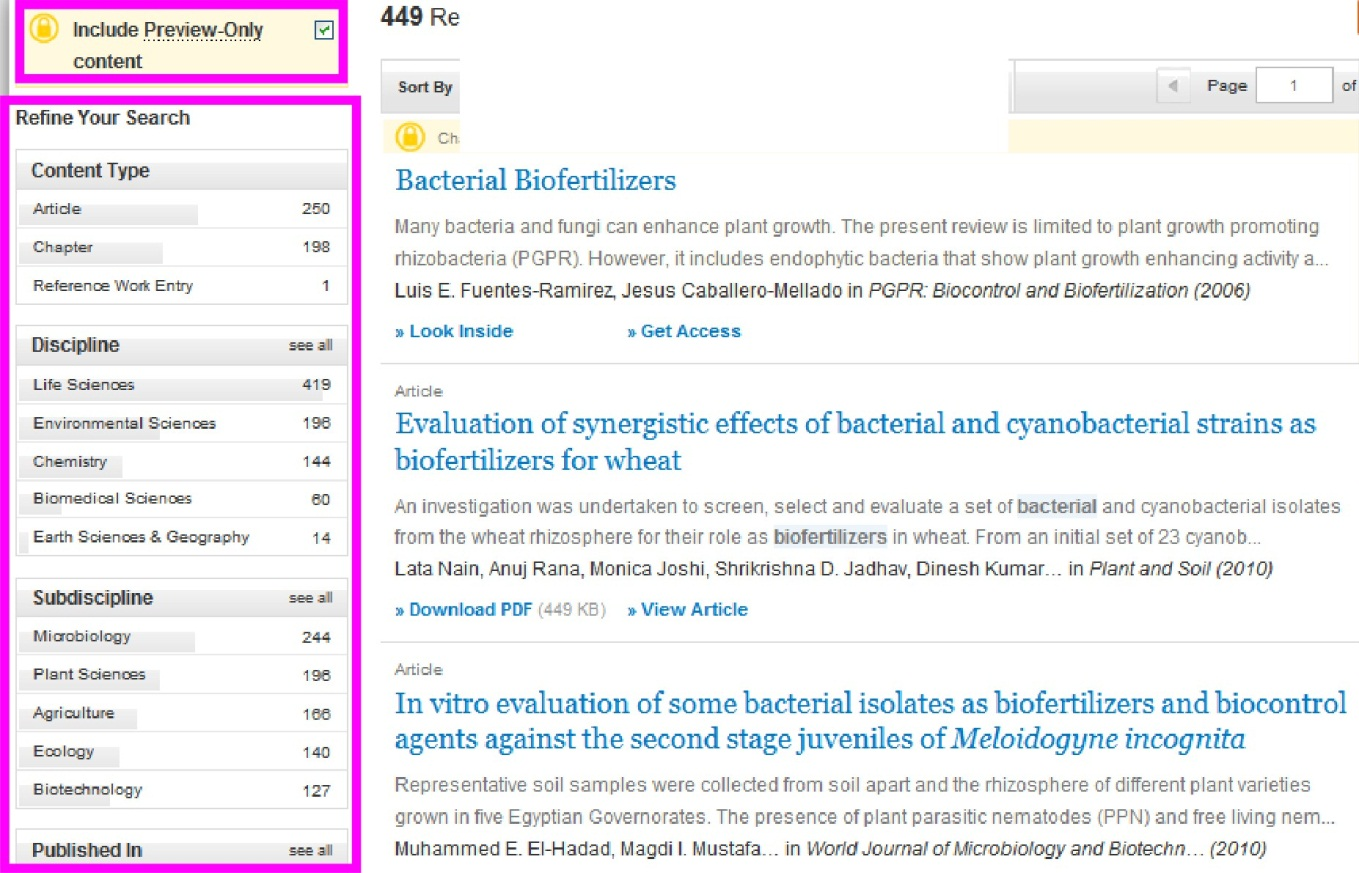 Include Preview-Only
content
Refine Your Search
Content Type
Article 250
Chapter 198
Reference Work Entry 1
Discipline see all
Life Sciences 419
Environmental Sciences 196
Chemistry 144
Biomedical Sciences 60
Earth Sciences & Geography 14
Subdiscipline see all
Microbiology 244
Plant Sciences 196
Agriculture 166
Ecology 140
Biotechnology 127
Published In see all
449 Re
Sort By
Page 1 of
Ch
Bacterial Biofertilizers
Many bacteria and fungi can enhance plant growth. The present review is limited to plant growth promoting
rhizobacteria (PGPR). However, it includes endophytic bacteria that show plant growth enhancing activity a...
Luis E. Fuentes-Ramirez, Jesus Caballero-Mellado in PGPR: Biocontrol and Biofertilization (2006)
» Look Inside » Get Access
Article
Evaluation of synergistic effects of bacterial and cyanobacterial strains as
biofertilizers for wheat
An investigation was undertaken to screen, select and evaluate a set of bacterial and cyanobacterial isolates
from the wheat rhizosphere for their role as biofertilizers in wheat. From an initial set of 23 cyanob...
Lata Nain, Anuj Rana, Monica Joshi, Shrikrishna D. Jadhav, Dinesh Kumar... in Plant and Soil (2010)
» Download PDF (449 KB) » View Article
Article
In vitro evaluation of some bacterial isolates as biofertilizers and biocontrol
agents against the second stage juveniles of Meloidogyne incognita
Representative soil samples were collected from soil apart and the rhizosphere of different plant varieties
grown in five Egyptian Governorates. The presence of plant parasitic nematodes (PPN) and free living nem...
Muhammed E. El-Hadad, Magdi I. Mustafa... in World Journal of Microbiology and Biotechn... (2010)